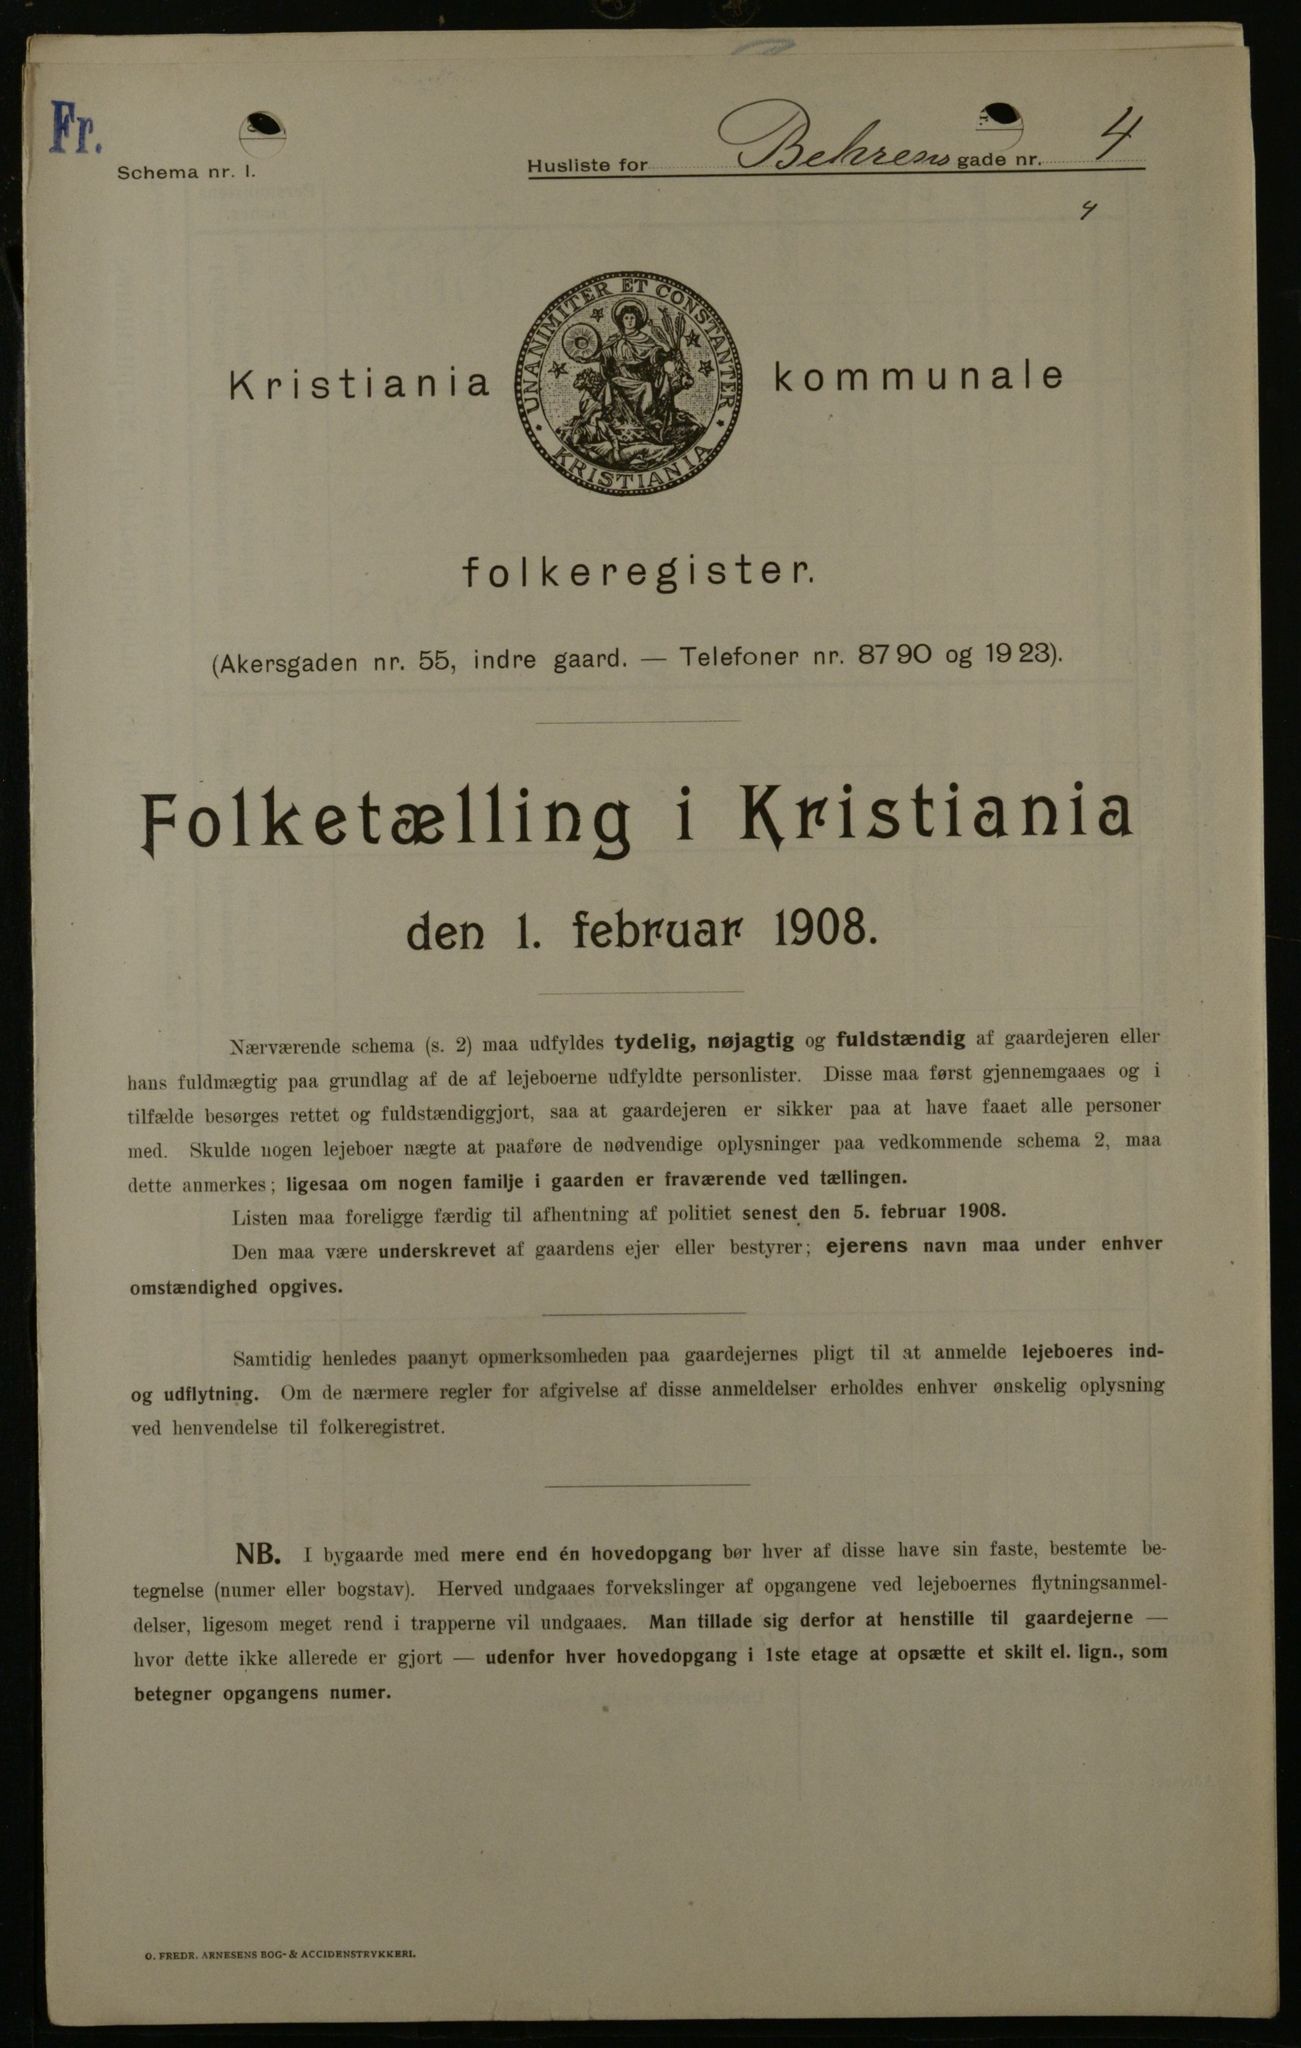 Fr.
Schema nr. I.
Husliste for Behrens gade nr. 4
4
UNANIMITER ET CONSTANTER
KRISTIANIA
Kristiania kommunale
folkeregister.
(Akersgaden nr. 55, indre gaard. — Telefoner nr. 87 90 og 19 23).
Folketælling i Kristiania
den 1. februar 1908.
Nærværende schema (s. 2) maa udfyldes tydelig, nøjagtig og fuldstændig af gaardejeren eller
hans fuldmægtig paa grundlag af de af lejeboerne udfyldte personlister. Disse maa først gjennemgaaes og i
tilfælde besørges rettet og fuldstændiggjort, saa at gaardejeren er sikker paa at have faaet alle personer
med. Skulde nogen lejeboer nægte at paaføre de nødvendige oplysninger paa vedkommende schema 2, maa
dette anmerkes; ligesaa om nogen familje i gaarden er fraværende ved tællingen.
Listen maa foreligge færdig til afhentning af politiet senest den 5. februar 1908.
Den maa være underskrevet af gaardens ejer eller bestyrer; ejerens navn maa under enhver
omstændighed opgives.
Samtidig henledes paanyt opmerksomheden paa gaardejernes pligt til at anmelde lejeboeres ind-
og udflytning. Om de nærmere regler for afgivelse af disse anmeldelser erholdes enhver ønskelig oplysning
ved henvendelse til folkeregistret.
NB. I bygaarde med mere end én hovedopgang bør hver af disse have sin faste, bestemte be-
tegnelse (numer eller bogstav). Herved undgaaes forvekslinger af opgangene ved lejeboernes flytningsanmel-
delser, ligesom meget rend i trapperne vil undgaaes. Man tillade sig derfor at henstille til gaardejerne —
hvor dette ikke allerede er gjort — udenfor hver hovedopgang i 1ste etage at opsætte et skilt el. lign., som
betegner opgangens numer.
O. FREDR. ARNESENS BOG- & ACCIDENSTRYKKERI.